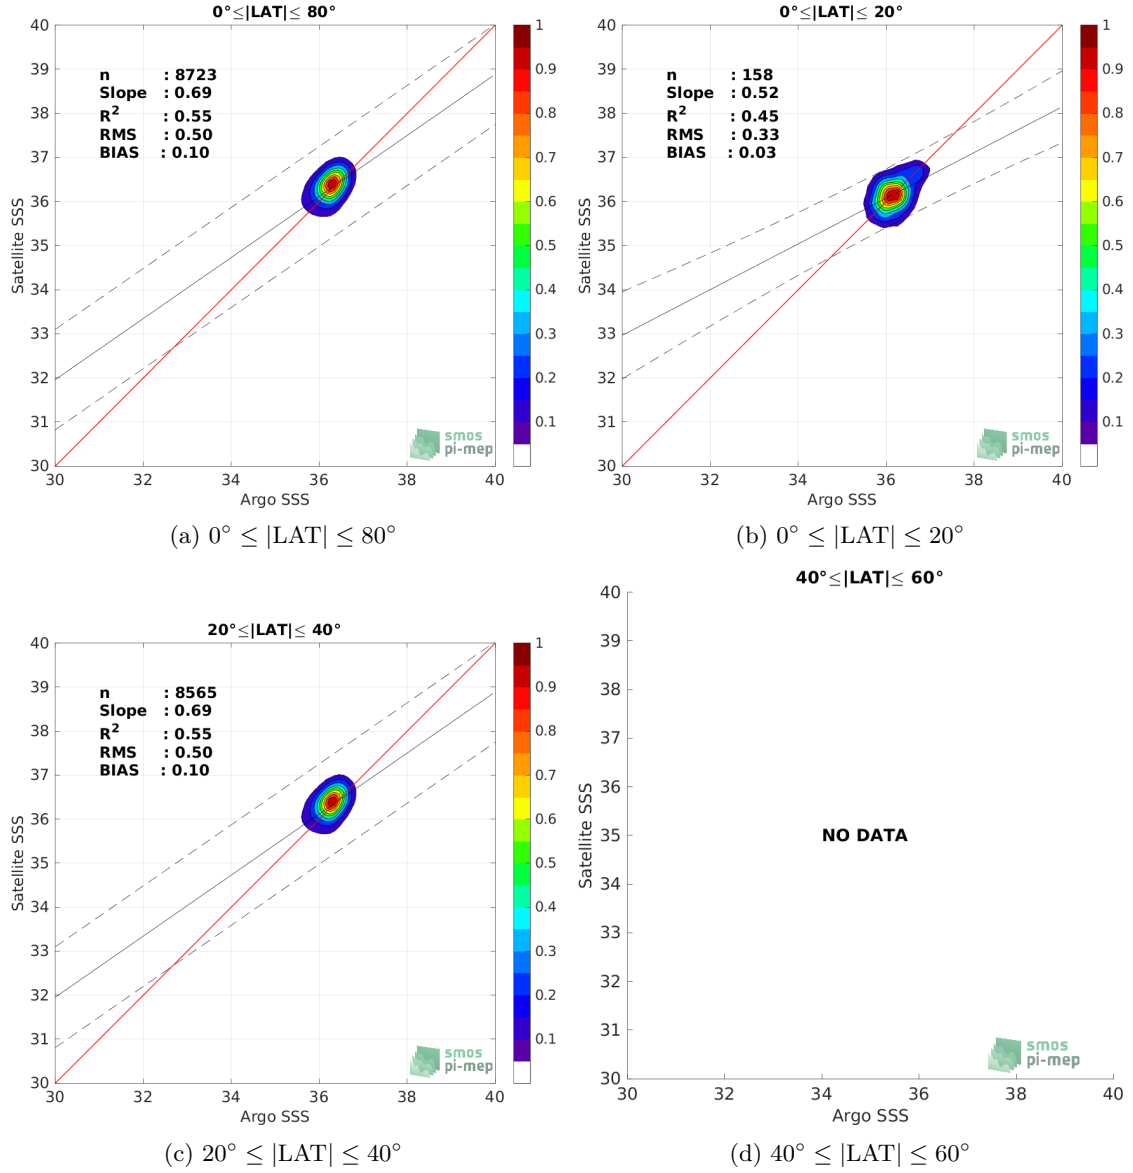 0°≤|LAT|≤ 80°
n : 8723
Slope : 0.69
R² : 0.55
RMS : 0.50
BIAS : 0.10
40
39
38
37
36
35
34
33
32
31
30
30 32 34 36 38 40
Satellite SSS
Argo SSS
1
0.9
0.8
0.7
0.6
0.5
0.4
0.3
0.2
0.1
smos
pi-mep
(a) 0° ≤ |LAT| ≤ 80°
0°≤|LAT|≤ 20°
n : 158
Slope : 0.52
R² : 0.45
RMS : 0.33
BIAS : 0.03
40
39
38
37
36
35
34
33
32
31
30
30 32 34 36 38 40
Satellite SSS
Argo SSS
1
0.9
0.8
0.7
0.6
0.5
0.4
0.3
0.2
0.1
smos
pi-mep
(b) 0° ≤ |LAT| ≤ 20°
20°≤|LAT|≤ 40°
n : 8565
Slope : 0.69
R² : 0.55
RMS : 0.50
BIAS : 0.10
40
39
38
37
36
35
34
33
32
31
30
30 32 34 36 38 40
Satellite SSS
Argo SSS
1
0.9
0.8
0.7
0.6
0.5
0.4
0.3
0.2
0.1
smos
pi-mep
(c) 20° ≤ |LAT| ≤ 40°
40°≤|LAT|≤ 60°
40
39
38
37
36
35
34
33
32
31
30
30 32 34 36 38 40
Satellite SSS
Argo SSS
NO DATA
smos
pi-mep
(d) 40° ≤ |LAT| ≤ 60°